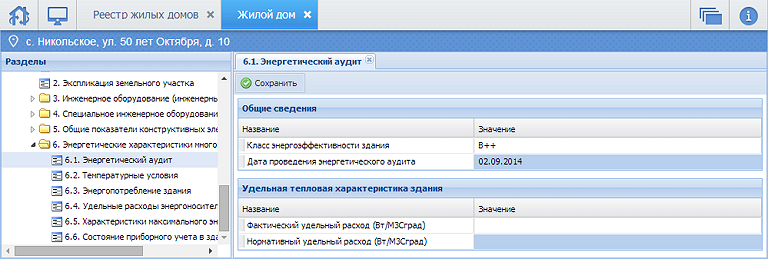 Реестр жилых домов
Жилой дом
с. Никольское, ул. 50 лет Октября, д. 10
Разделы
2. Экспликация земельного участка
3. Инженерное оборудование (инженерны
4. Специальное инженерное оборудовани
5. Общие показатели конструктивных эле
6. Энергетические характеристики много
6.1. Энергетический аудит
6.2. Температурные условия
6.3. Энергопотребление здания
6.4. Удельные расходы энергоносител
6.5. Характеристики максимального эн
6.6. Состояние приборного учета в зда
6.1. Энергетический аудит
Сохранить
Общие сведения
Название Значение
Класс энергоэффективности здания B++
Дата проведения энергетического аудита 02.09.2014
Удельная тепловая характеристика здания
Название Значение
Фактический удельный расход (Вт/М3Сград)
Нормативный удельный расход (Вт/М3Сград)